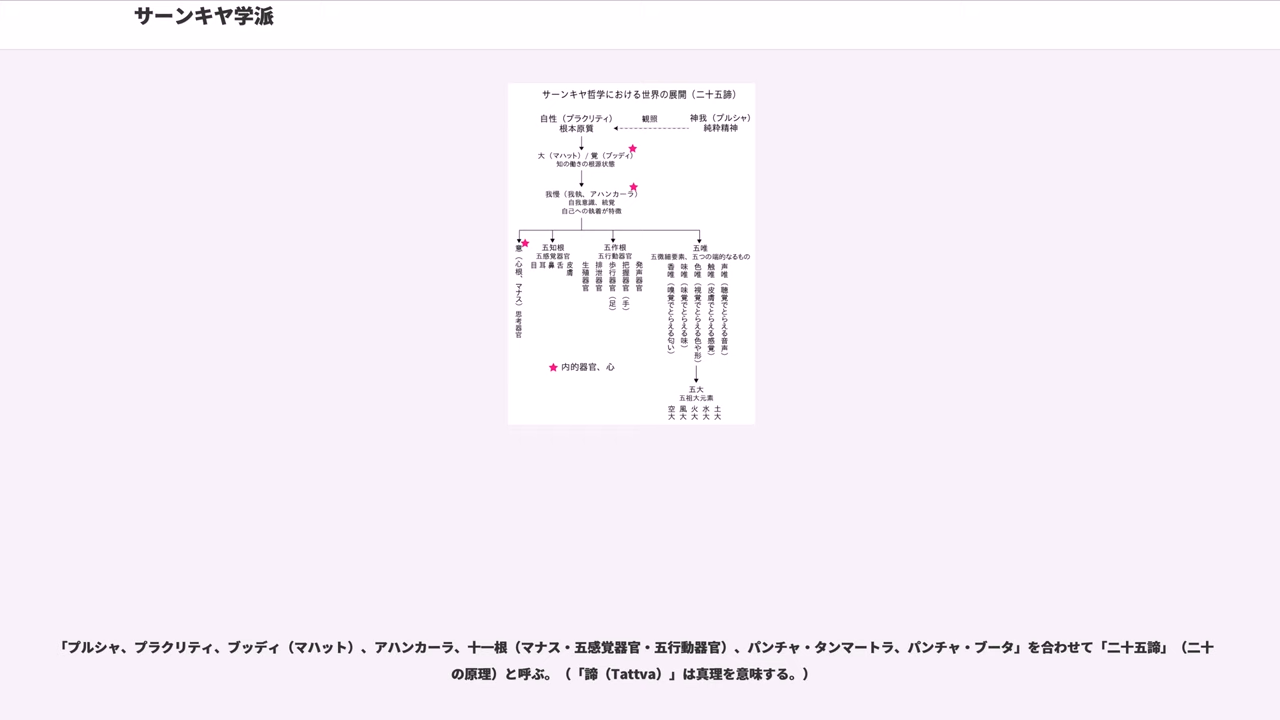 サーンキヤ学派
サーンキヤ哲学における世界の展開（二十五諦）
自性（プラクリティ）
根本原質
観照
神我（プルシャ）
純粋精神
大（マハット）/ 覚（ブッディ）
知の働きの根源状態
我慢（我執、アハンカーラ）
自我意識、統覚
自己への執着が特徴
意（心根、マナス）思考器官
五知根
五感覚器官
目
耳
鼻
舌
皮膚
五作根
五行動器官
生殖器官
排泄器官
歩行器官（足）
把握器官（手）
発声器官
五唯
五微細要素、五つの端的なるもの
香唯（嗅覚でとらえる匂い）
味唯（味覚でとらえる味）
色唯（視覚でとらえる色や形）
触唯（皮膚でとらえる感覚）
声唯（聴覚でとらえる音声）
内的器官、心
五大
五祖大元素
空大
風大
火大
水大
土大
「プルシャ、プラクリティ、ブッディ（マハット）、アハンカーラ、十一根（マナス・五感覚器官・五行動器官）、パンチャ・タンマートラ、パンチャ・ブータ」を合わせて「二十五諦」（二十
の原理）と呼ぶ。（「諦（Tattva）」は真理を意味する。）